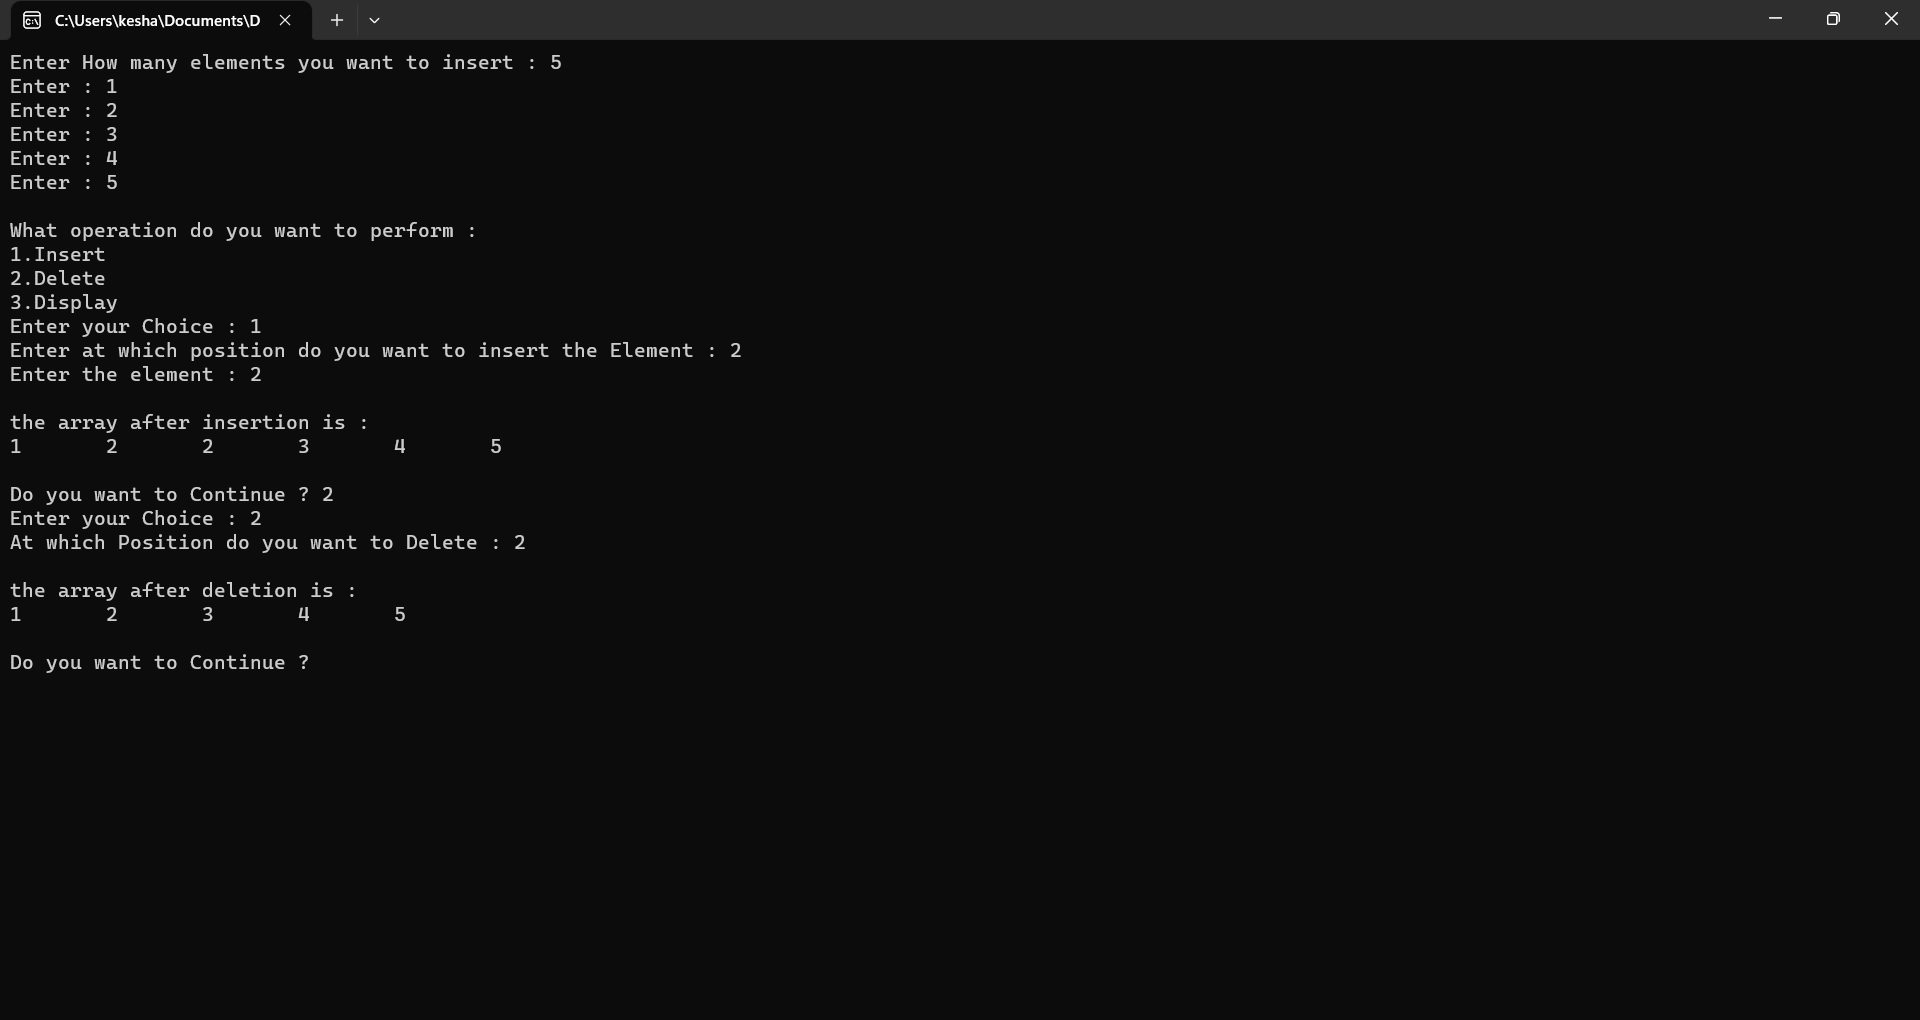 C:\Users\kesha\Documents\D
Enter How many elements you want to insert : 5
Enter : 1
Enter : 2
Enter : 3
Enter : 4
Enter : 5
What operation do you want to perform :
1.Insert
2.Delete
3.Display
Enter your Choice : 1
Enter at which position do you want to insert the Element : 2
Enter the element : 2
the array after insertion is :
1 2 2 3 4 5
Do you want to Continue ? 2
Enter your Choice : 2
At which Position do you want to Delete : 2
the array after deletion is :
1 2 3 4 5
Do you want to Continue ?